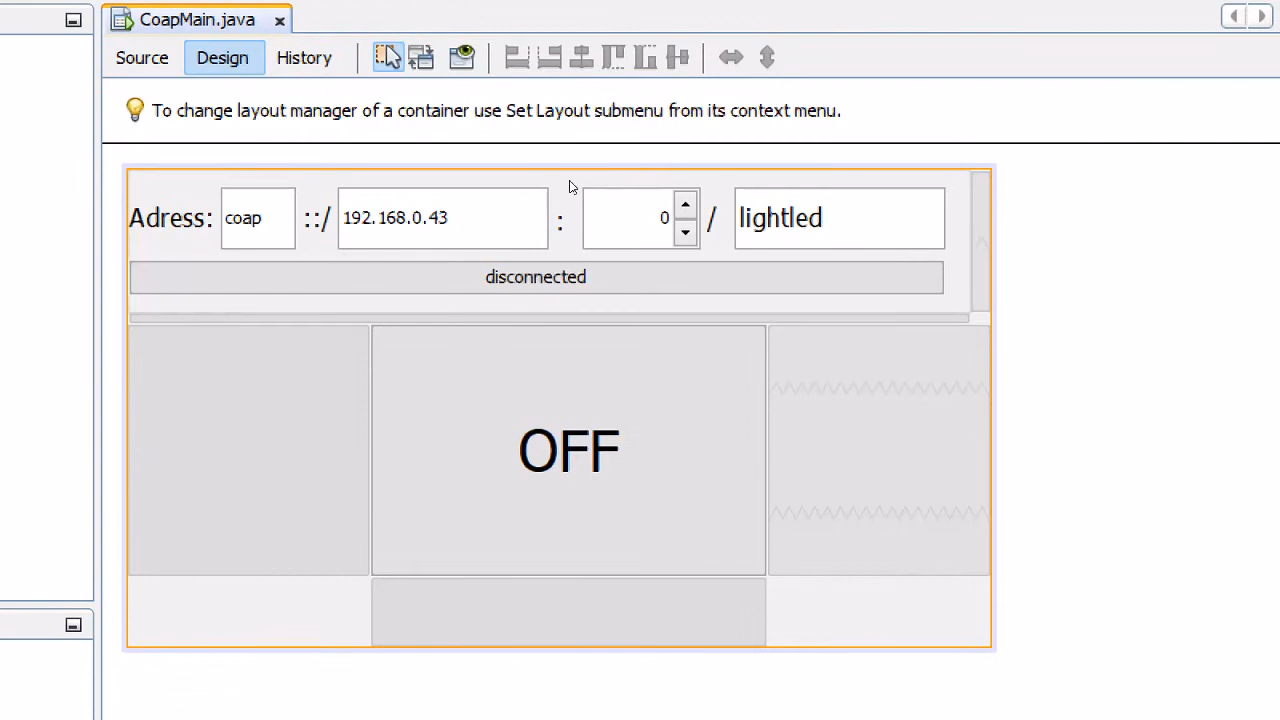 CoapMain.java
Source Design History
To change layout manager of a container use Set Layout submenu from its context menu.
Adress: coap ::/ 192.168.0.43 : 0 / lightled
disconnected
OFF